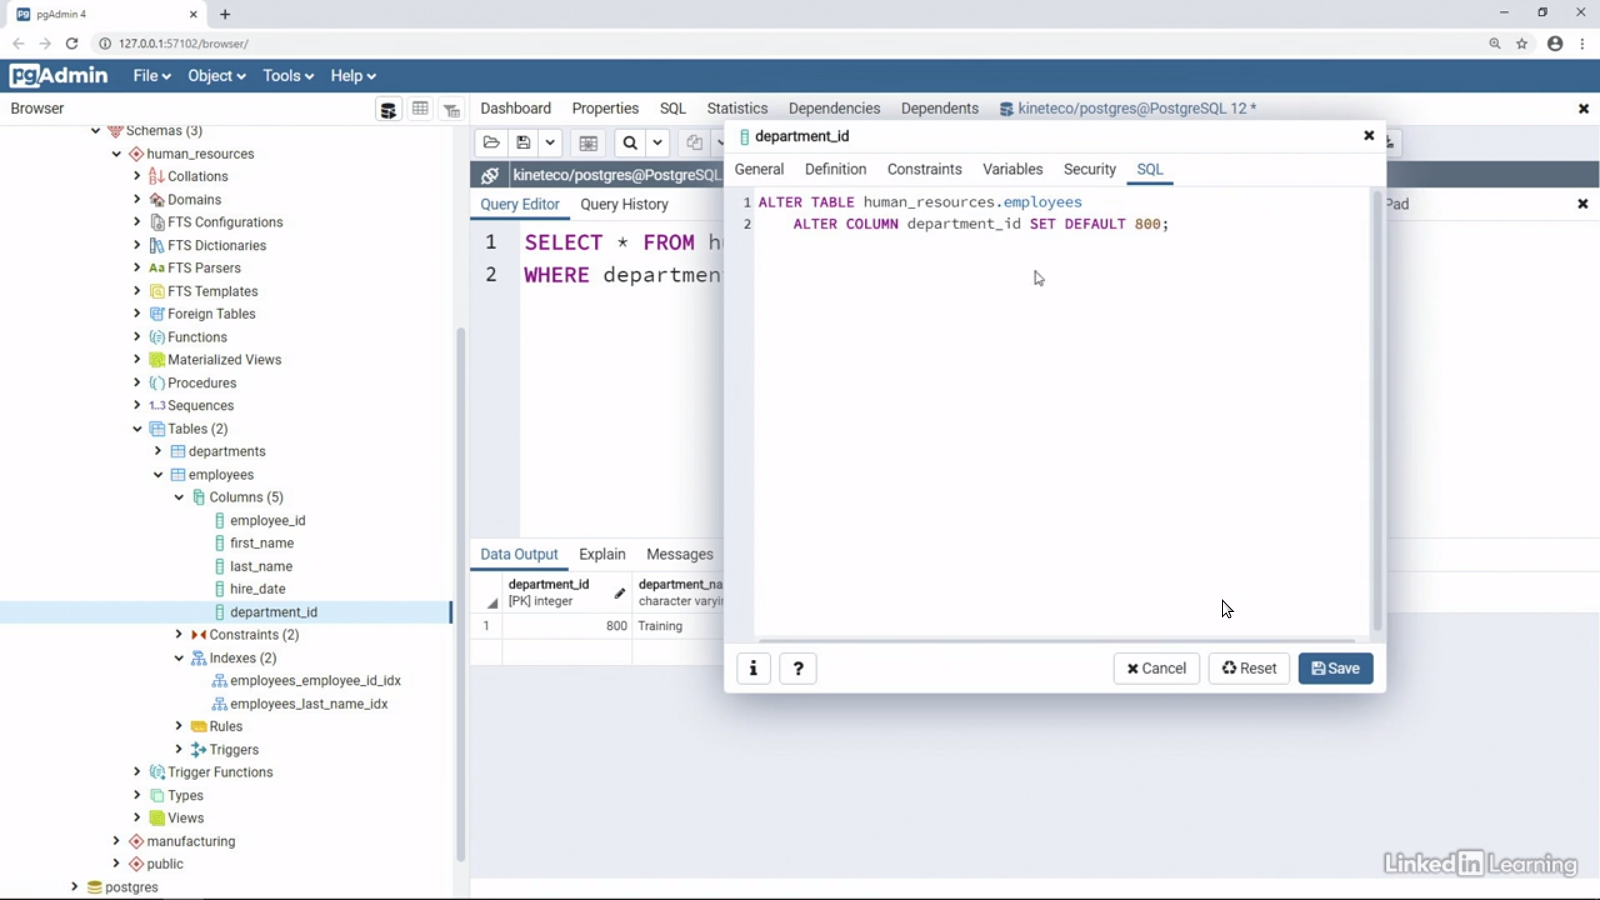 pgAdmin 4
127.0.0.1:57102/browser/
pgAdmin File Object Tools Help
Browser
Dashboard Properties SQL Statistics Dependencies Dependents kineteco/postgres@PostgreSQL 12 *
Schemas (3)
human_resources
Collations
Domains
FTS Configurations
FTS Dictionaries
Aa FTS Parsers
FTS Templates
Foreign Tables
Functions
Materialized Views
Procedures
1..3 Sequences
Tables (2)
departments
employees
Columns (5)
employee_id
first_name
last_name
hire_date
department_id
Constraints (2)
Indexes (2)
employees_employee_id_idx
employees_last_name_idx
Rules
Triggers
Trigger Functions
Types
Views
manufacturing
public
postgres
kineteco/postgres@PostgreSQL
Query Editor Query History
Pad
1 SELECT * FROM h
2 WHERE departmen
Data Output Explain Messages
department_id department_na
[PK] integer character varyin
1 800 Training
department_id
General Definition Constraints Variables Security SQL
1 ALTER TABLE human_resources.employees
2 ALTER COLUMN department_id SET DEFAULT 800;
i ? Cancel Reset Save
Linked in Learning